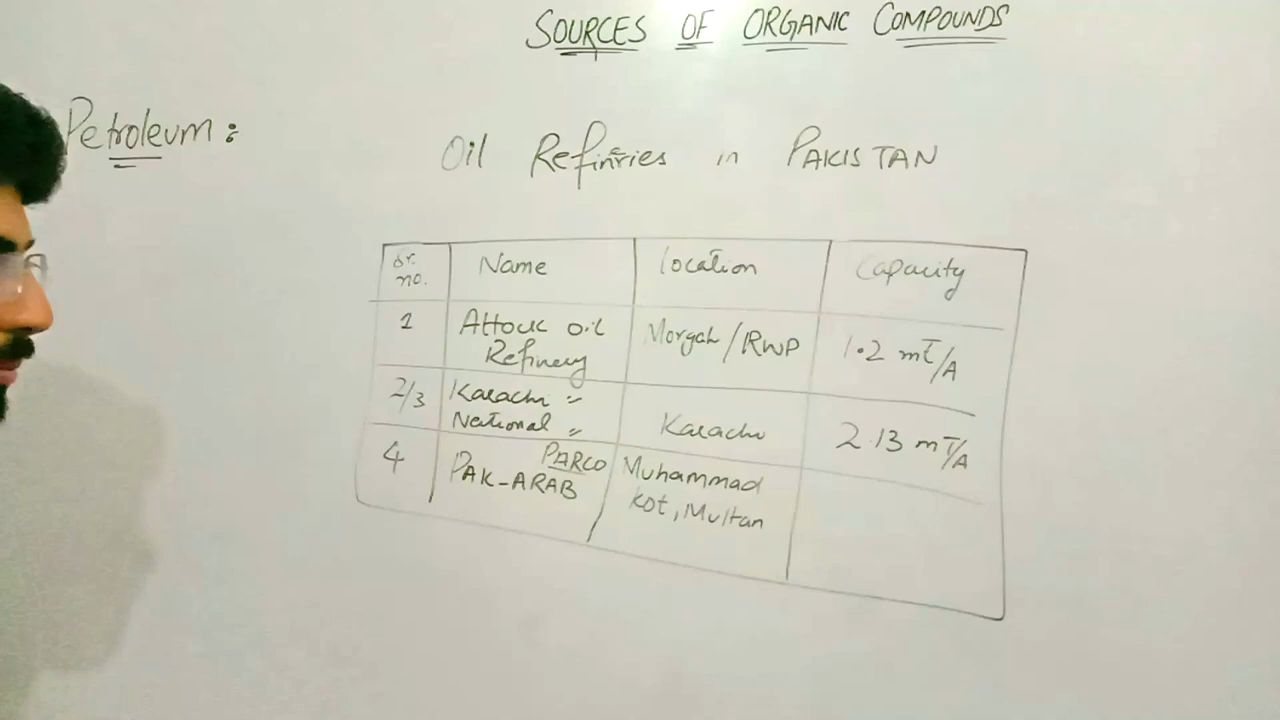 SOURCES OF ORGANIC COMPOUNDS
Petroleum:
Oil Refinries in PAKISTAN
Sr. no. Name Location Capacity
1 Attock oil Refinery Morgah/RWP 1.2 mT/A
2/3 Karachi "
National " Karachi 2.13 mT/A
4 PAK-ARAB PARCO Muhammad Kot, Multan